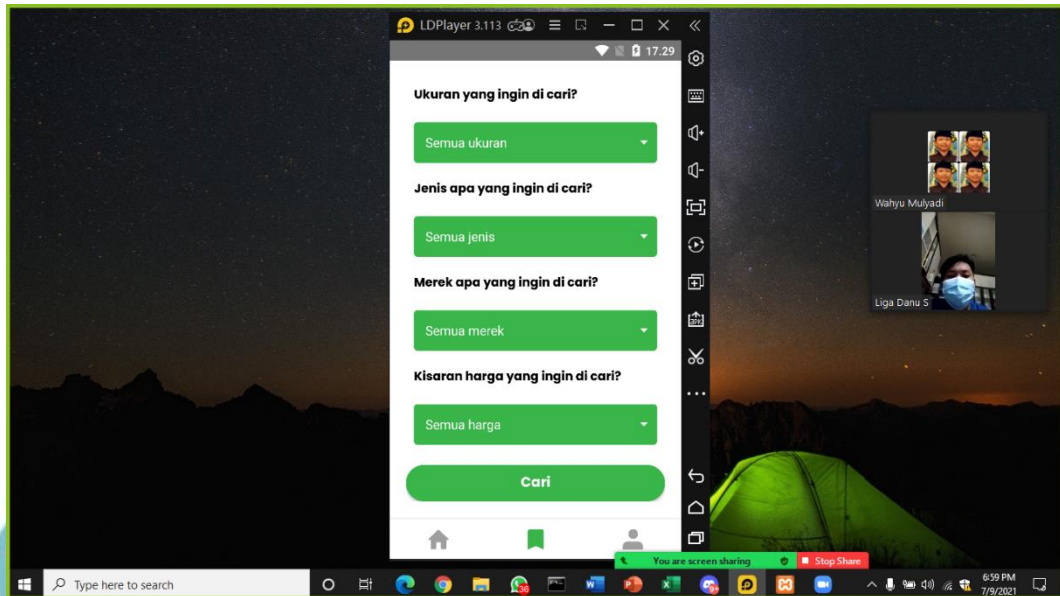 LDPlayer 3.113
17.29
Ukuran yang ingin di cari?
Semua ukuran
Jenis apa yang ingin di cari?
Semua jenis
Merek apa yang ingin di cari?
Semua merek
Kisaran harga yang ingin di cari?
Semua harga
Cari
Wahyu Mulyadi
Liga Danu S
You are screen sharing
Stop Share
Type here to search
36
6:59 PM
7/9/2021